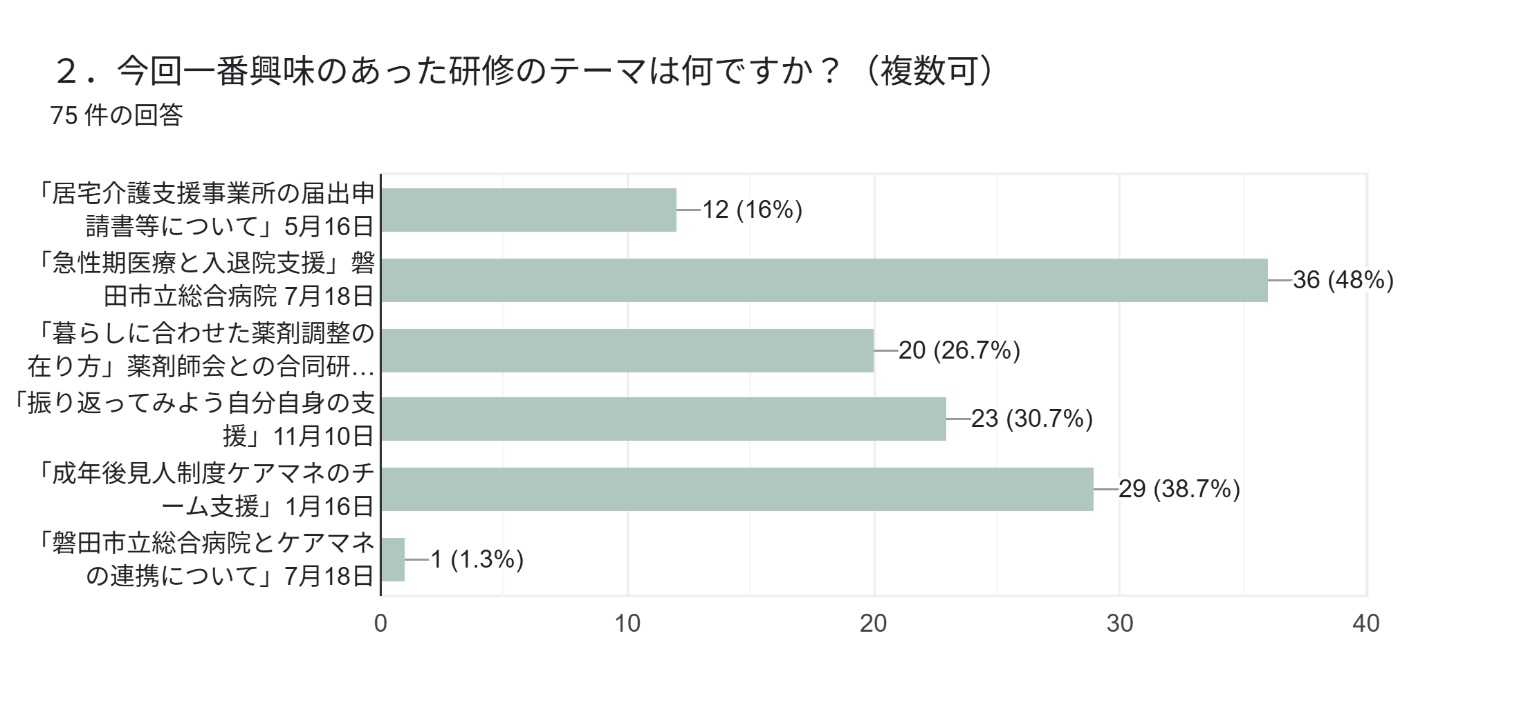 ２．今回一番興味のあった研修のテーマは何ですか？（複数可）
75 件の回答
「居宅介護支援事業所の届出申
請書等について」5月16日
12 (16%)
「急性期医療と入退院支援」磐
田市立総合病院 7月18日
36 (48%)
「暮らしに合わせた薬剤調整の
在り方」薬剤師会との合同研…
20 (26.7%)
「振り返ってみよう自分自身の支
援」11月10日
23 (30.7%)
「成年後見人制度ケアマネのチ
ーム支援」1月16日
29 (38.7%)
「磐田市立総合病院とケアマネ
の連携について」7月18日
1 (1.3%)
0 10 20 30 40